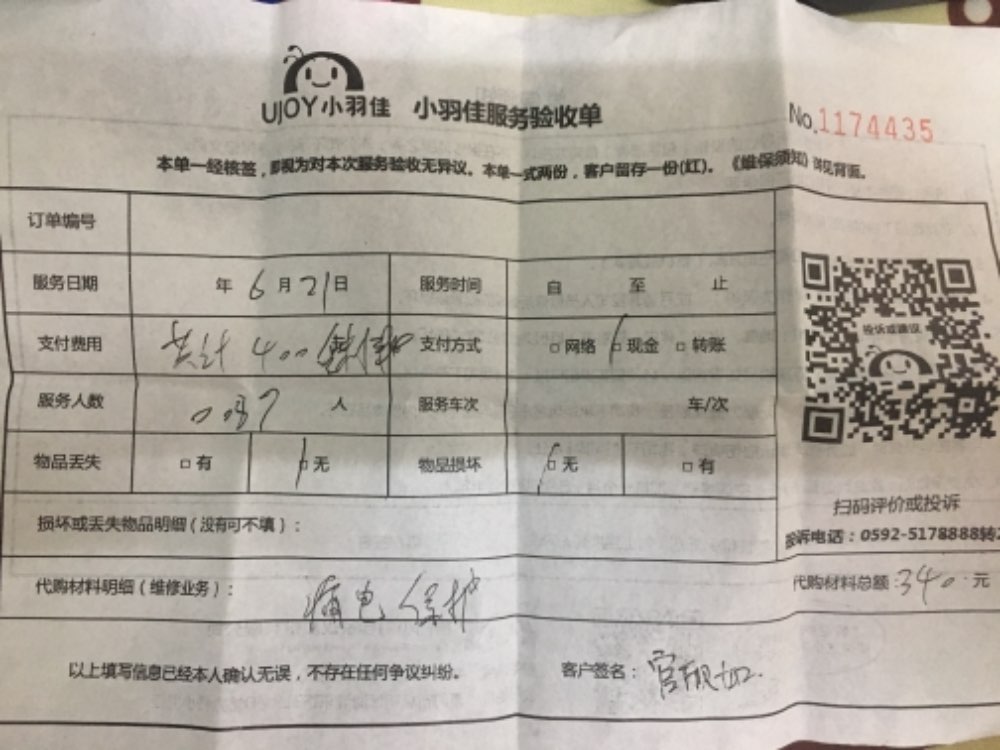 UJOY小羽佳 小羽佳服务验收单
No.1174435
本单一经核签，即视为对本次服务验收无异议。本单一式两份，客户留存一份(红)。《维保须知》详见背面。
订单编号
服务日期 年 6 月 21 日 服务时间 自 至 止
支付费用 共计 400 支付方式 □网络 □现金 □转账
服务人数 人 服务车次 车/次
物品丢失 □有 □无 物品损坏 □无 □有
投诉或建议
扫码评价或投诉
投诉电话：0592-5178888转2
损坏或丢失物品明细（没有可不填）：
代购材料明细（维修业务）： 漏电保护 代购材料总额：340 元
以上填写信息已经本人确认无误，不存在任何争议纠纷。 客户签名：